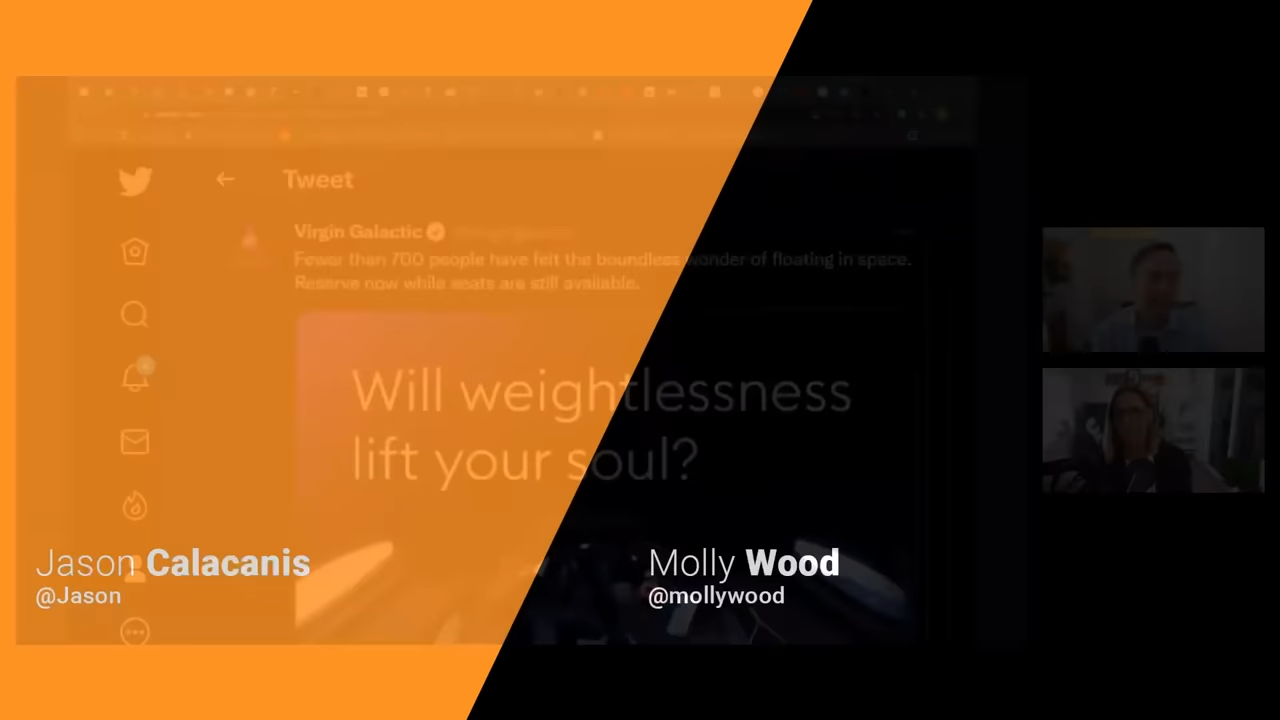 Tweet
Virgin Galactic
Fewer than 700 people have felt the boundless wonder of floating in space.
Reserve now while seats are still available.
Will weightlessness
lift your soul?
Jason Calacanis
@Jason
Molly Wood
@mollywood